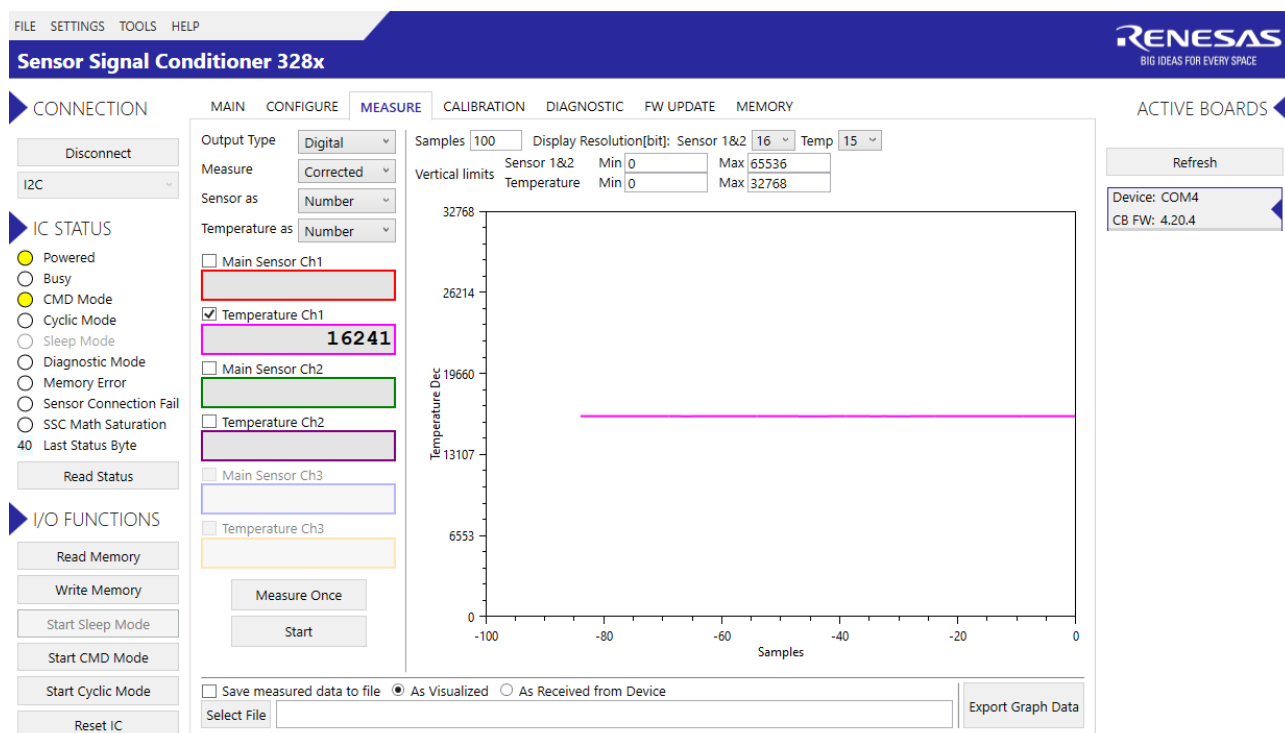 FILE SETTINGS TOOLS HELP
RENESAS
BIG IDEAS FOR EVERY SPACE
Sensor Signal Conditioner 328x
CONNECTION
Disconnect
I2C
IC STATUS
Powered
Busy
CMD Mode
Cyclic Mode
Sleep Mode
Diagnostic Mode
Memory Error
Sensor Connection Fail
SSC Math Saturation
40 Last Status Byte
Read Status
I/O FUNCTIONS
Read Memory
Write Memory
Start Sleep Mode
Start CMD Mode
Start Cyclic Mode
Reset IC
MAIN CONFIGURE MEASURE CALIBRATION DIAGNOSTIC FW UPDATE MEMORY
Output Type Digital
Measure Corrected
Sensor as Number
Temperature as Number
Main Sensor Ch1
Temperature Ch1
16241
Main Sensor Ch2
Temperature Ch2
Main Sensor Ch3
Temperature Ch3
Measure Once
Start
Samples 100 Display Resolution[bit]: Sensor 1&2 16 Temp 15
Vertical limits
Sensor 1&2 Min 0 Max 65536
Temperature Min 0 Max 32768
Temperature Dec
32768
26214
19660
13107
6553
0
-100 -80 -60 -40 -20 0
Samples
Save measured data to file As Visualized As Received from Device
Select File
Export Graph Data
ACTIVE BOARDS
Refresh
Device: COM4
CB FW: 4.20.4